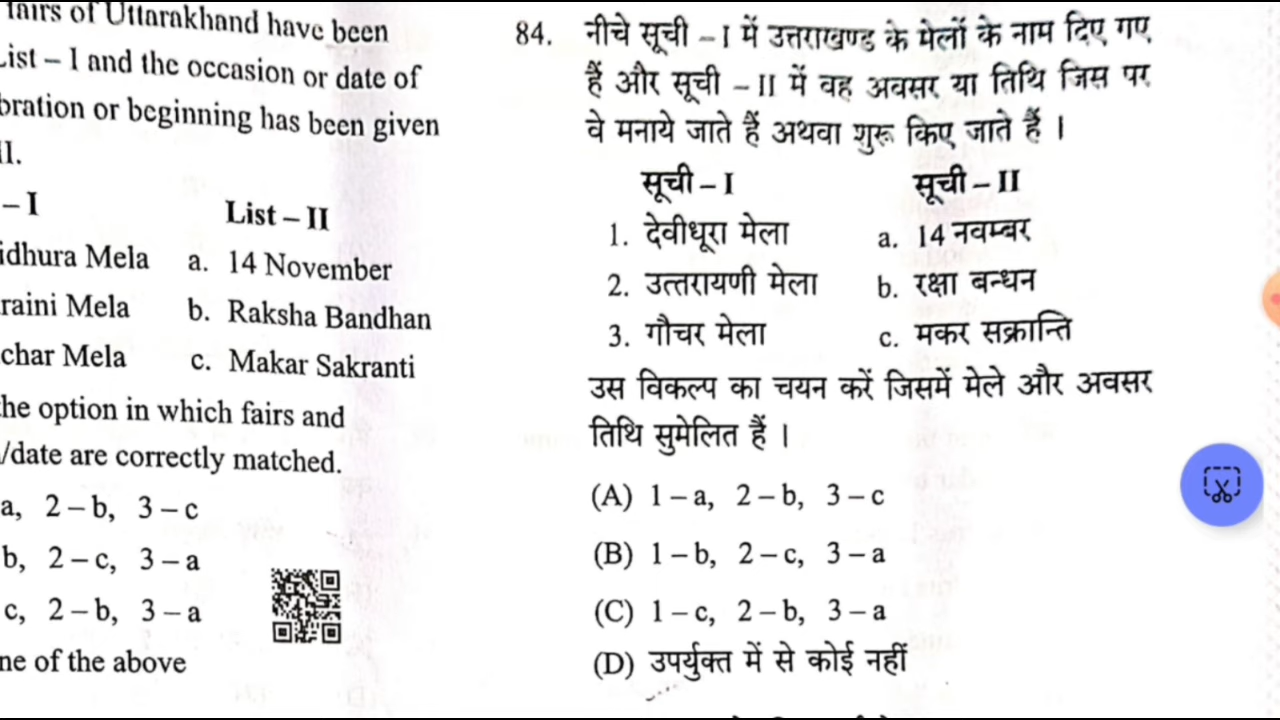 fairs of Uttarakhand have been
List – I and the occasion or date of
bration or beginning has been given
II.
– I List – II
idhura Mela a. 14 November
raini Mela b. Raksha Bandhan
char Mela c. Makar Sakranti
the option in which fairs and
/date are correctly matched.
a, 2 – b, 3 – c
b, 2 – c, 3 – a
c, 2 – b, 3 – a
ne of the above
84. नीचे सूची – I में उत्तराखण्ड के मेलों के नाम दिए गए
हैं और सूची – II में वह अवसर या तिथि जिस पर
वे मनाये जाते हैं अथवा शुरू किए जाते हैं ।
सूची – I सूची – II
1. देवीधूरा मेला a. 14 नवम्बर
2. उत्तरायणी मेला b. रक्षा बन्धन
3. गौचर मेला c. मकर सक्रान्ति
उस विकल्प का चयन करें जिसमें मेले और अवसर
तिथि सुमेलित हैं ।
(A) 1 – a, 2 – b, 3 – c
(B) 1 – b, 2 – c, 3 – a
(C) 1 – c, 2 – b, 3 – a
(D) उपर्युक्त में से कोई नहीं